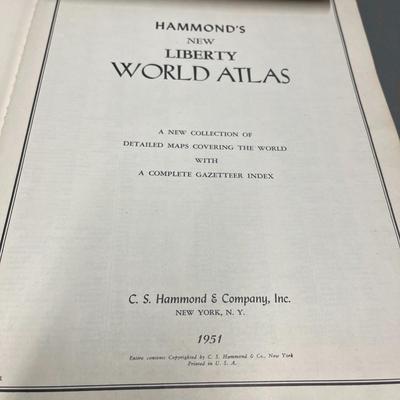 HAMMOND'S
NEW
LIBERTY
WORLD ATLAS
A NEW COLLECTION OF
DETAILED MAPS COVERING THE WORLD
WITH
A COMPLETE GAZETTEER INDEX
C. S. Hammond & Company, Inc.
NEW YORK, N. Y.
1951
Entire contents Copyrighted by C. S. Hammond & Co., New York
Printed in U. S. A.